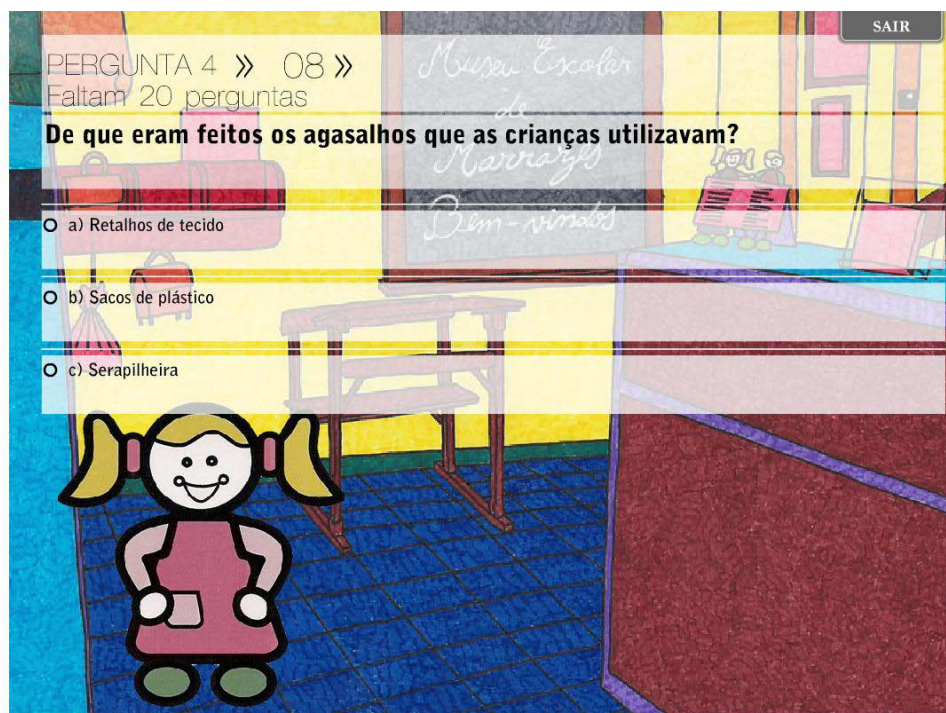 SAIR
PERGUNTA 4 » 08 »
Faltam 20 perguntas
De que eram feitos os agasalhos que as crianças utilizavam?
a) Retalhos de tecido
b) Sacos de plástico
c) Serapilheira
Museu Escolar
de
Marrazes
Bem-vindos